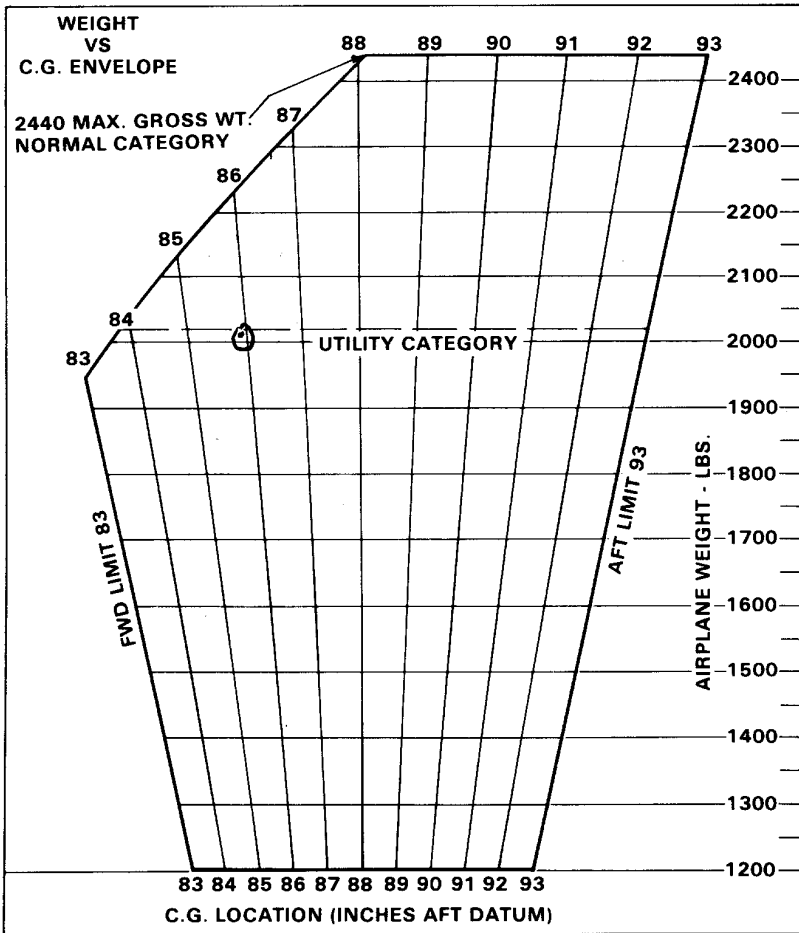 WEIGHT
VS
C.G. ENVELOPE
2440 MAX. GROSS WT.
NORMAL CATEGORY
88 89 90 91 92 93
87
86
85
84
83
2400
2300
2200
2100
2000
1900
1800
1700
1600
1500
1400
1300
1200
UTILITY CATEGORY
FWD LIMIT 83
AFT LIMIT 93
AIRPLANE WEIGHT - LBS.
83 84 85 86 87 88 89 90 91 92 93
C.G. LOCATION (INCHES AFT DATUM)